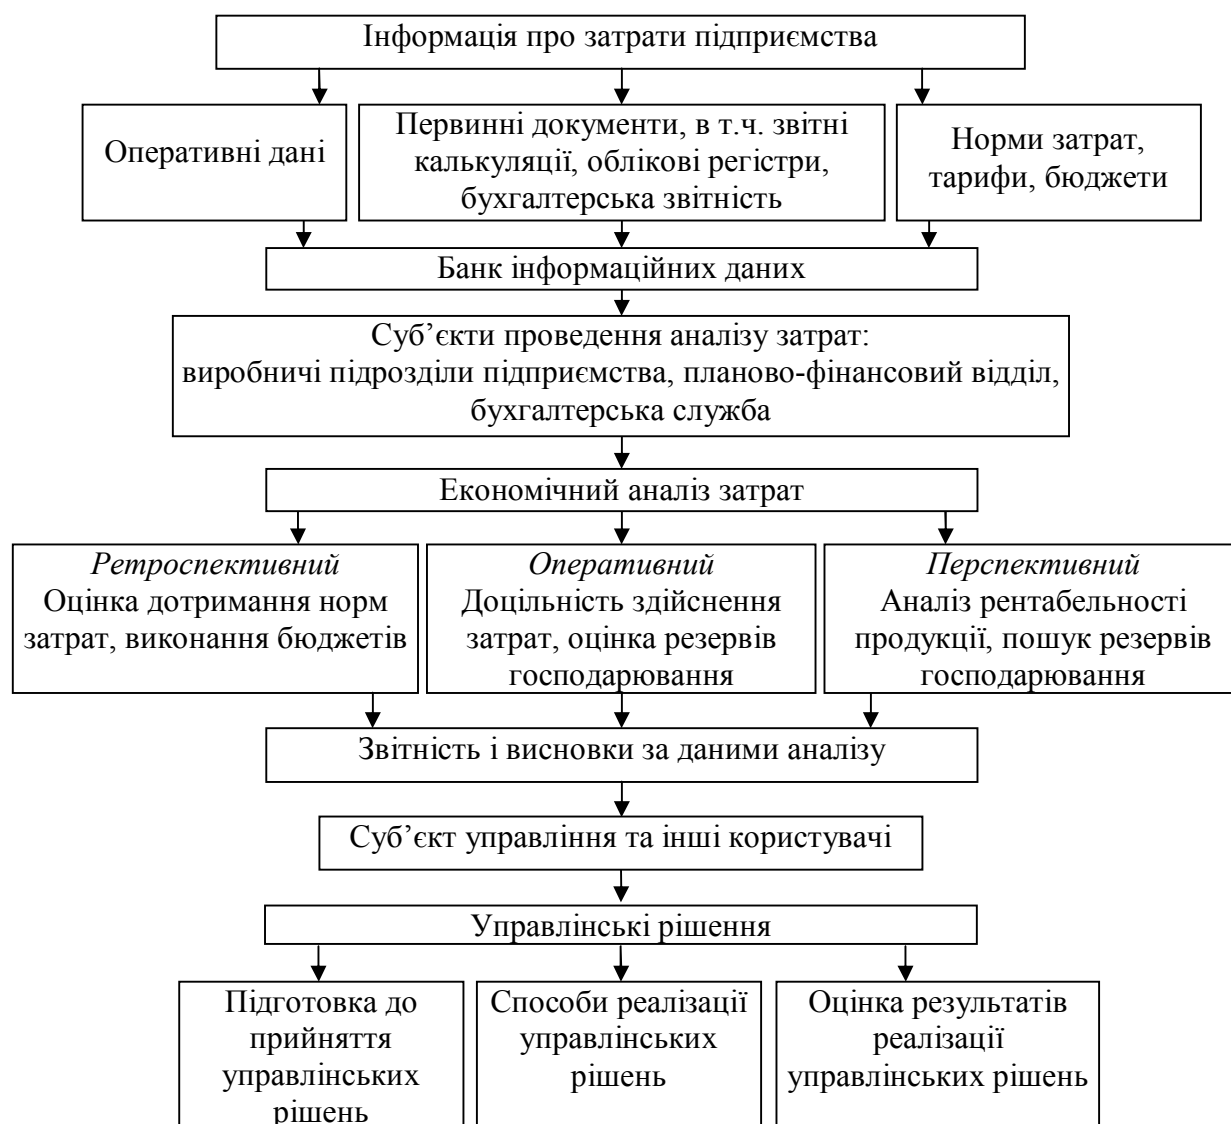 Інформація про затрати підприємства
Оперативні дані
Первинні документи, в т.ч. звітні
калькуляції, облікові регістри,
бухгалтерська звітність
Норми затрат,
тарифи, бюджети
Банк інформаційних даних
Суб’єкти проведення аналізу затрат:
виробничі підрозділи підприємства, планово-фінансовий відділ,
бухгалтерська служба
Економічний аналіз затрат
Ретроспективний
Оцінка дотримання норм
затрат, виконання бюджетів
Оперативний
Доцільність здійснення
затрат, оцінка резервів
господарювання
Перспективний
Аналіз рентабельності
продукції, пошук резервів
господарювання
Звітність і висновки за даними аналізу
Суб’єкт управління та інші користувачі
Управлінські рішення
Підготовка до
прийняття
управлінських
рішень
Способи реалізації
управлінських
рішень
Оцінка результатів
реалізації
управлінських рішень